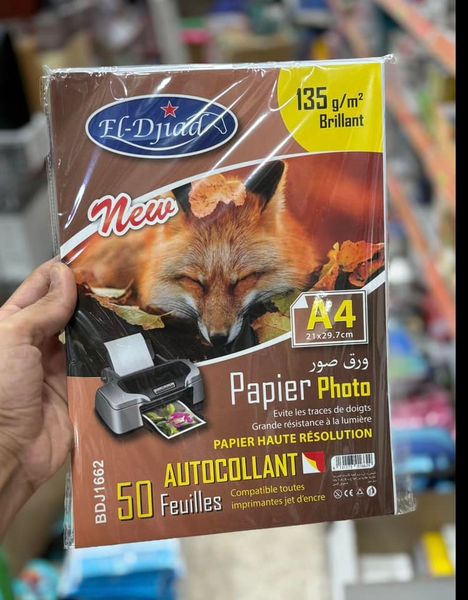 El-Djiad
135 g/m²
Brillant
New
A4
21x29.7cm
ورق صور
Papier Photo
Evite les traces de doigts
Grande résistance à la lumière
PAPIER HAUTE RÉSOLUTION
AUTOCOLLANT
50 Feuilles
Compatible toutes
imprimantes jet d'encre
BDJ1662
CE